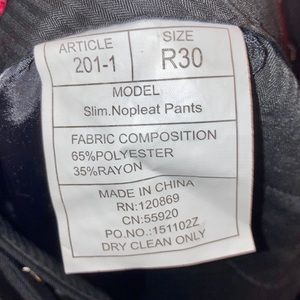 ARTICLE SIZE
201-1 R30
MODEL
Slim.Nopleat Pants
FABRIC COMPOSITION
65%POLYESTER
35%RAYON
MADE IN CHINA
RN:120869
CN:55920
PO.NO.:151102Z
DRY CLEAN ONLY